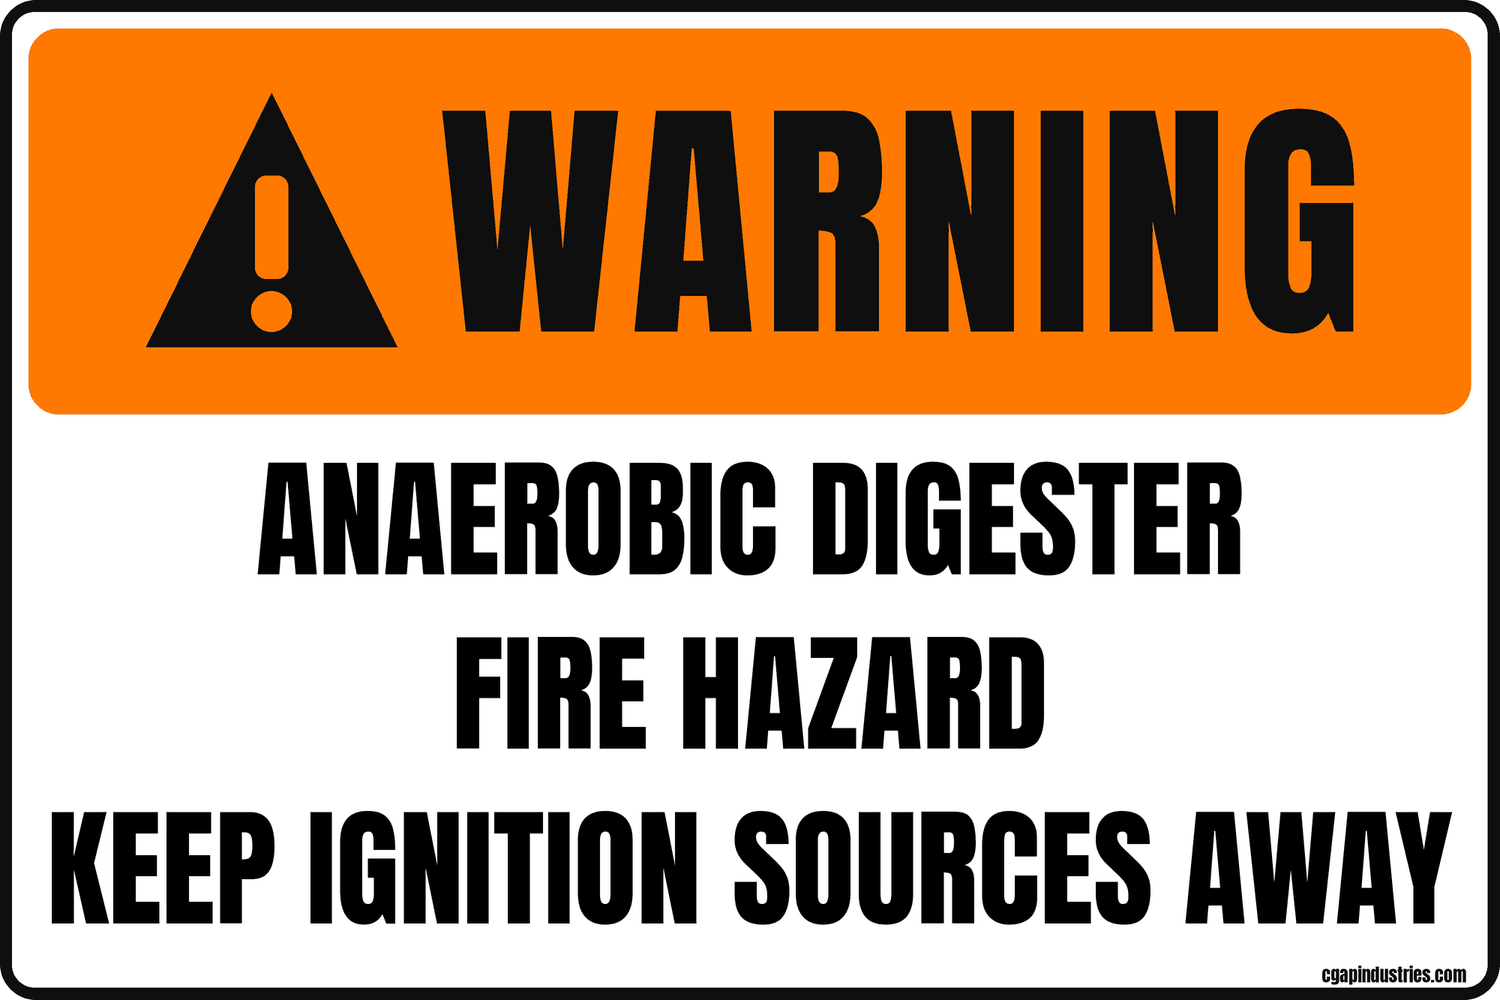 WARNING
ANAEROBIC DIGESTER
FIRE HAZARD
KEEP IGNITION SOURCES AWAY
cgapindustries.com